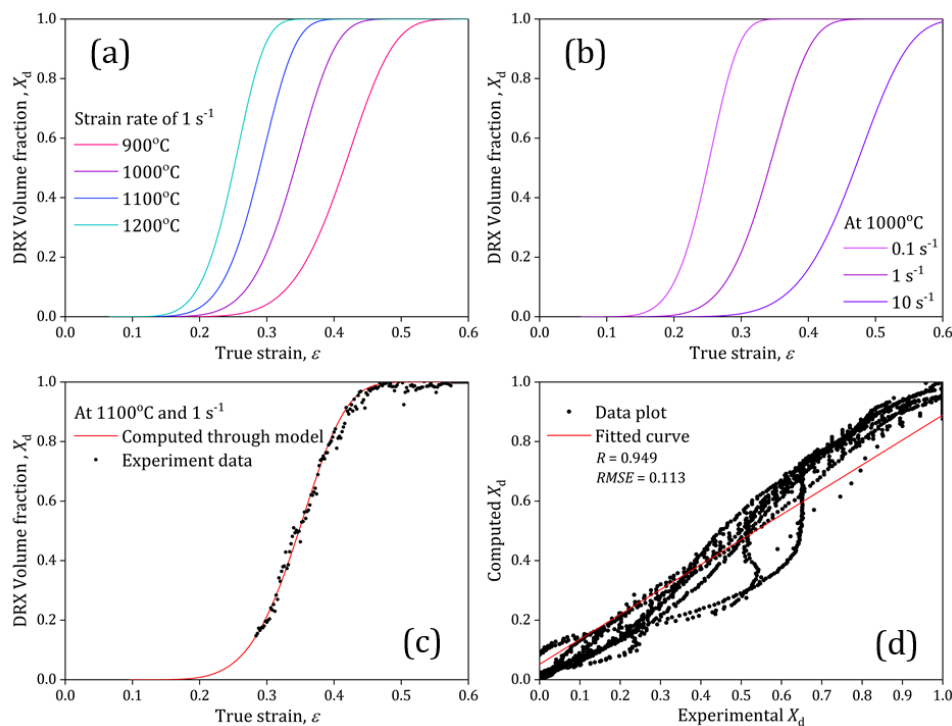 (a)
DRX Volume fraction , Xd
1.0
0.8
0.6
0.4
0.2
0.0
Strain rate of 1 s-1
900°C
1000°C
1100°C
1200°C
0.0 0.1 0.2 0.3 0.4 0.5 0.6
True strain, ε
(b)
DRX Volume fraction , Xd
1.0
0.8
0.6
0.4
0.2
0.0
At 1000°C
0.1 s-1
1 s-1
10 s-1
0.0 0.1 0.2 0.3 0.4 0.5 0.6
True strain, ε
DRX Volume fraction , Xd
1.0
0.8
0.6
0.4
0.2
0.0
At 1100°C and 1 s-1
Computed through model
Experiment data
(c)
0.0 0.1 0.2 0.3 0.4 0.5 0.6
True strain, ε
Computed Xd
1.0
0.8
0.6
0.4
0.2
0.0
Data plot
Fitted curve
R = 0.949
RMSE = 0.113
(d)
0.0 0.1 0.2 0.3 0.4 0.5 0.6 0.7 0.8 0.9 1.0
Experimental Xd